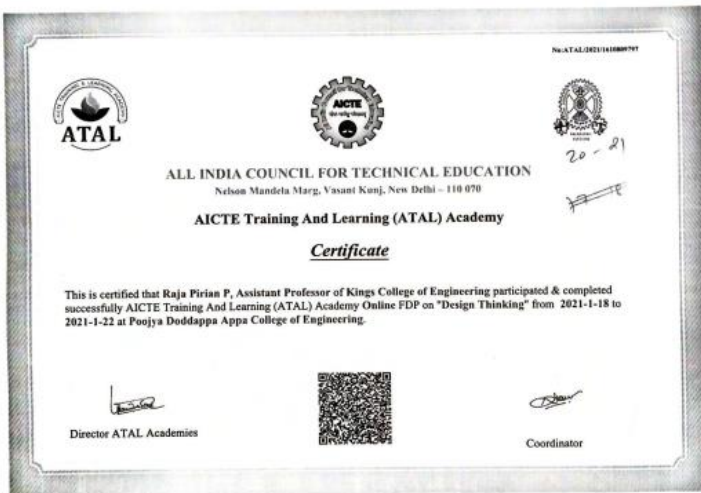 No:ATAL/2021/1610809797
ATAL
AICTE
20 - 21
ALL INDIA COUNCIL FOR TECHNICAL EDUCATION
Nelson Mandela Marg, Vasant Kunj, New Delhi – 110 070
AICTE Training And Learning (ATAL) Academy
Certificate
This is certified that Raja Pirian P, Assistant Professor of Kings College of Engineering participated & completed
successfully AICTE Training And Learning (ATAL) Academy Online FDP on "Design Thinking" from 2021-1-18 to
2021-1-22 at Poojya Doddappa Appa College of Engineering.
Director ATAL Academies
Coordinator